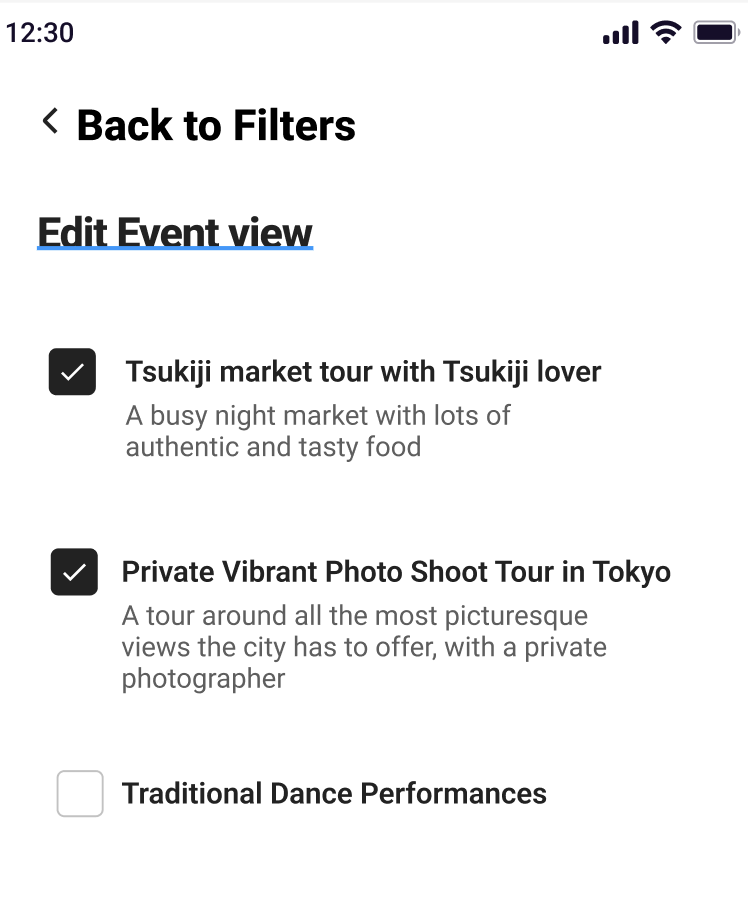 12:30
Back to Filters
Edit Event view
Tsukiji market tour with Tsukiji lover
A busy night market with lots of
authentic and tasty food
Private Vibrant Photo Shoot Tour in Tokyo
A tour around all the most picturesque
views the city has to offer, with a private
photographer
Traditional Dance Performances